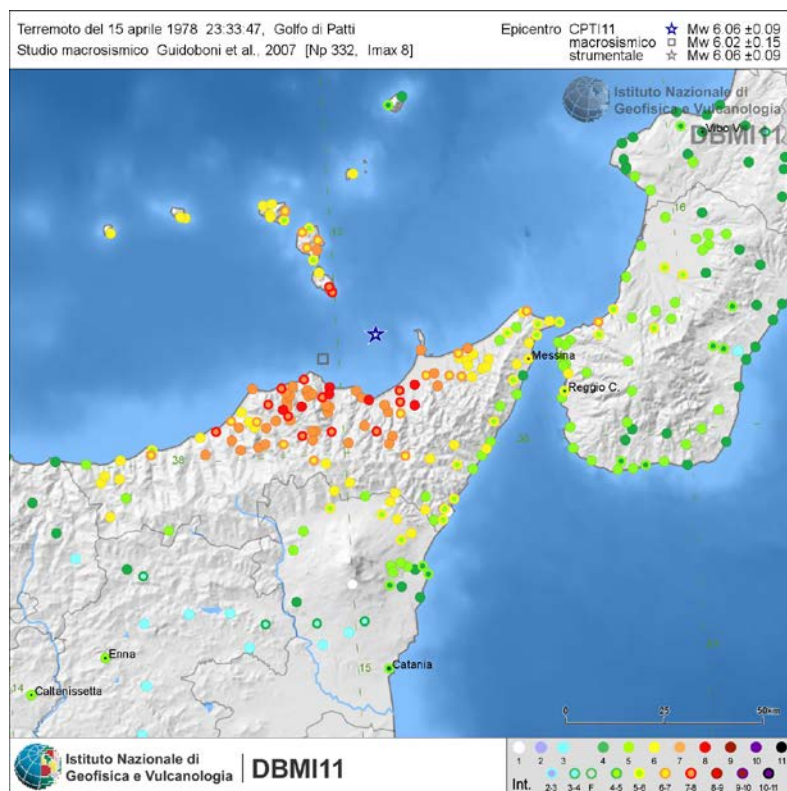 Terremoto del 15 aprile 1978 23:33:47, Golfo di Patti
Studio macrosismico Guidoboni et al., 2007 [Np 332, Imax 8]
Epicentro CPTI11 Mw 6.06 ±0.09
macrosismico Mw 6.02 ±0.15
strumentale Mw 6.06 ±0.09
Istituto Nazionale di
Geofisica e Vulcanologia
DBMI11
Vibo V.
16
15
Messina
Reggio C.
38
38
Enna
Caltanissetta
14
15
Catania
0 25 50km
Istituto Nazionale di
Geofisica e Vulcanologia
DBMI11
1 2 3 4 5 6 7 8 9 10 11
Int. 2-3 3-4 F 4-5 5-6 6-7 7-8 8-9 9-10 10-11